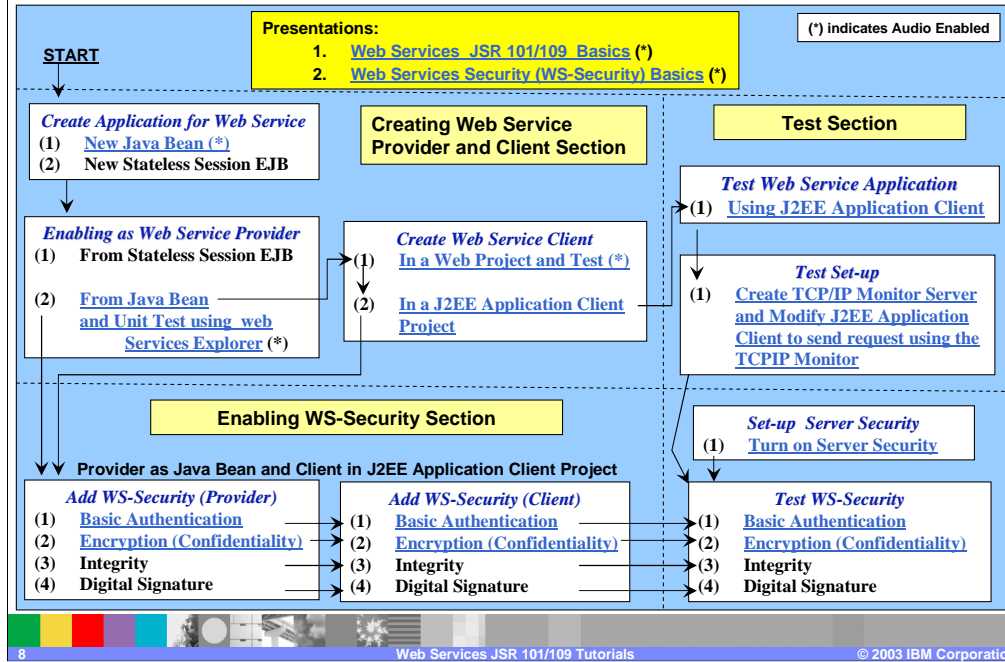 Presentations:
1. Web Services JSR 101/109 Basics (*)
2. Web Services Security (WS-Security) Basics (*)
(*) indicates Audio Enabled
START
Create Application for Web Service
(1) New Java Bean (*)
(2) New Stateless Session EJB
Creating Web Service
Provider and Client Section
Test Section
Enabling as Web Service Provider
(1) From Stateless Session EJB
(2) From Java Bean
and Unit Test using web
Services Explorer (*)
Create Web Service Client
(1) In a Web Project and Test (*)
(2) In a J2EE Application Client
Project
Test Web Service Application
(1) Using J2EE Application Client
Test Set-up
(1) Create TCP/IP Monitor Server
and Modify J2EE Application
Client to send request using the
TCPIP Monitor
Enabling WS-Security Section
Set-up Server Security
(1) Turn on Server Security
Provider as Java Bean and Client in J2EE Application Client Project
Add WS-Security (Provider)
(1) Basic Authentication
(2) Encryption (Confidentiality)
(3) Integrity
(4) Digital Signature
Add WS-Security (Client)
(1) Basic Authentication
(2) Encryption (Confidentiality)
(3) Integrity
(4) Digital Signature
Test WS-Security
(1) Basic Authentication
(2) Encryption (Confidentiality)
(3) Integrity
(4) Digital Signature
8
Web Services JSR 101/109 Tutorials
© 2003 IBM Corporatio